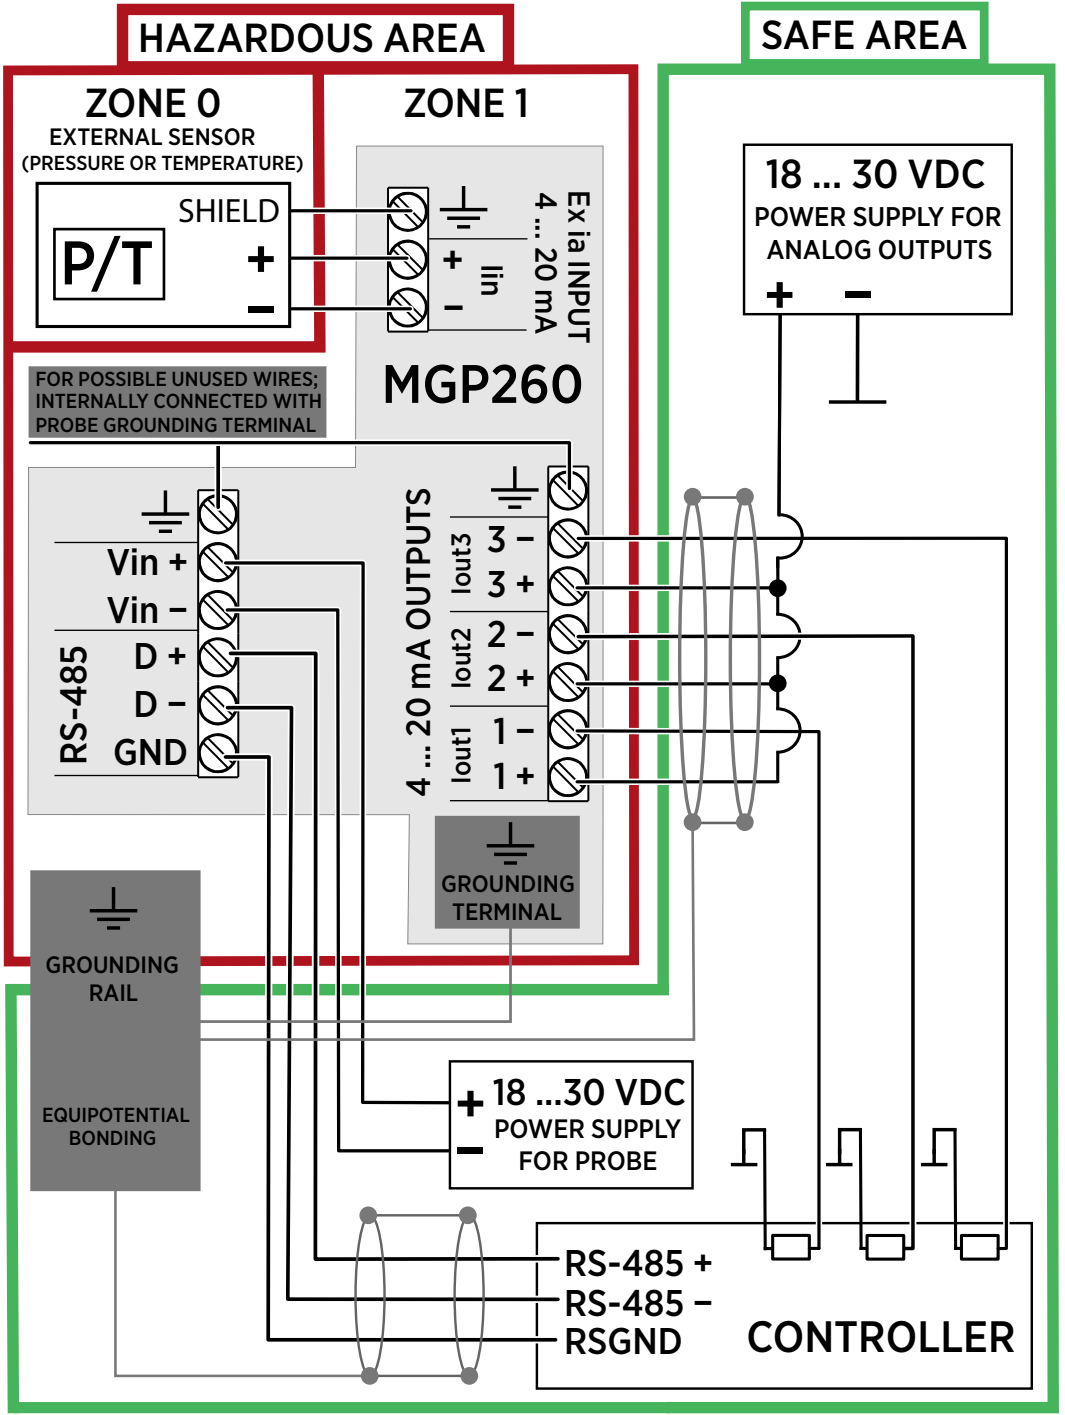 HAZARDOUS AREA
SAFE AREA
ZONE 0
EXTERNAL SENSOR
(PRESSURE OR TEMPERATURE)
SHIELD
P/T
+
−
ZONE 1
+
−
Iin
Ex ia INPUT
4 ... 20 mA
MGP260
18 ... 30 VDC
POWER SUPPLY FOR
ANALOG OUTPUTS
+ −
FOR POSSIBLE UNUSED WIRES;
INTERNALLY CONNECTED WITH
PROBE GROUNDING TERMINAL
Vin +
Vin −
RS-485
D +
D −
GND
4 ... 20 mA OUTPUTS
Iout3
3 −
3 +
Iout2
2 −
2 +
Iout1
1 −
1 +
GROUNDING
TERMINAL
GROUNDING
RAIL
EQUIPOTENTIAL
BONDING
+ 18 ...30 VDC
POWER SUPPLY
− FOR PROBE
RS-485 +
RS-485 −
RSGND
CONTROLLER